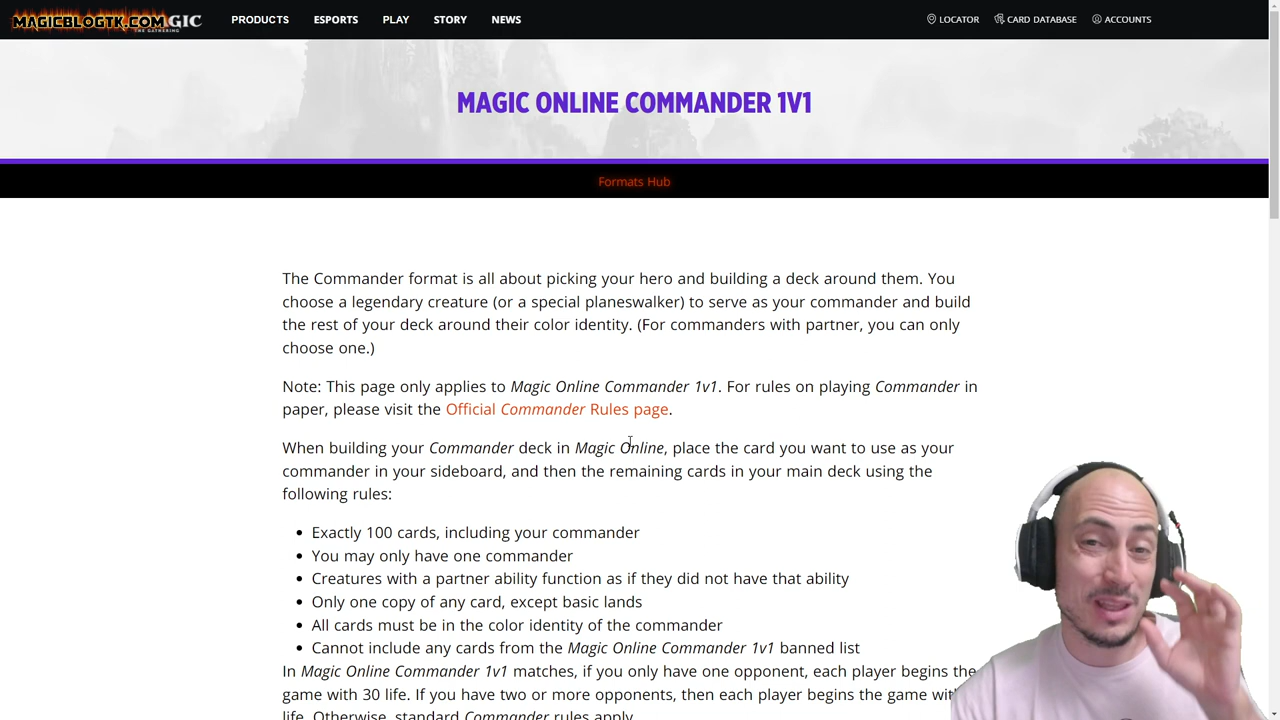 MAGICBLOGTK.COM GIC
THE GATHERING
PRODUCTS ESPORTS PLAY STORY NEWS
LOCATOR CARD DATABASE ACCOUNTS
MAGIC ONLINE COMMANDER 1V1
Formats Hub
The Commander format is all about picking your hero and building a deck around them. You
choose a legendary creature (or a special planeswalker) to serve as your commander and build
the rest of your deck around their color identity. (For commanders with partner, you can only
choose one.)
Note: This page only applies to Magic Online Commander 1v1. For rules on playing Commander in
paper, please visit the Official Commander Rules page.
When building your Commander deck in Magic Online, place the card you want to use as your
commander in your sideboard, and then the remaining cards in your main deck using the
following rules:
• Exactly 100 cards, including your commander
• You may only have one commander
• Creatures with a partner ability function as if they did not have that ability
• Only one copy of any card, except basic lands
• All cards must be in the color identity of the commander
• Cannot include any cards from the Magic Online Commander 1v1 banned list
In Magic Online Commander 1v1 matches, if you only have one opponent, each player begins the
game with 30 life. If you have two or more opponents, then each player begins the game with
life. Otherwise, standard Commander rules apply.